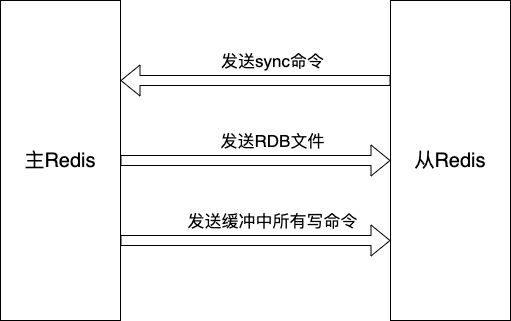 发送sync命令
主Redis
发送RDB文件
从Redis
发送缓冲中所有写命令